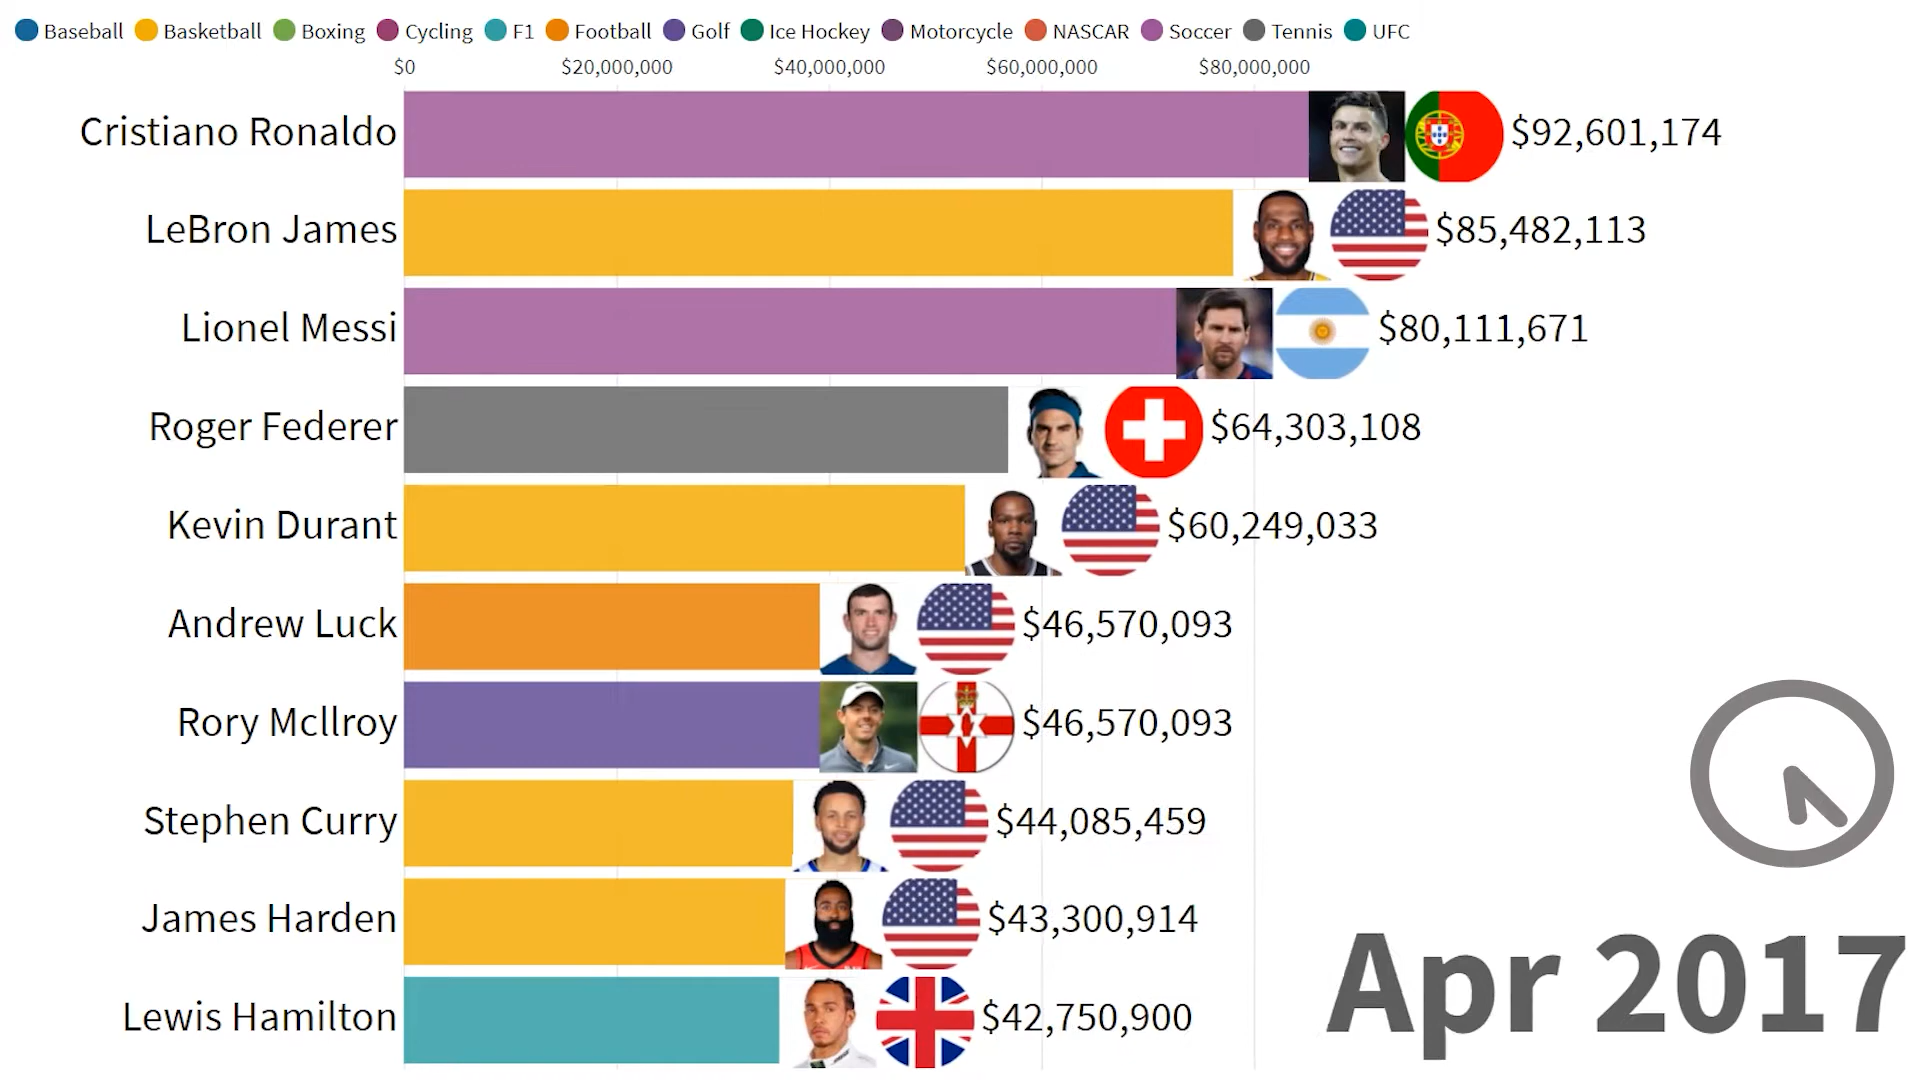 Baseball Basketball Boxing Cycling F1 Football Golf Ice Hockey Motorcycle NASCAR Soccer Tennis UFC
$0 $20,000,000 $40,000,000 $60,000,000 $80,000,000
Cristiano Ronaldo $92,601,174
LeBron James $85,482,113
Lionel Messi $80,111,671
Roger Federer $64,303,108
Kevin Durant $60,249,033
Andrew Luck $46,570,093
Rory Mcllroy $46,570,093
Stephen Curry $44,085,459
James Harden $43,300,914
Lewis Hamilton $42,750,900
Apr 2017